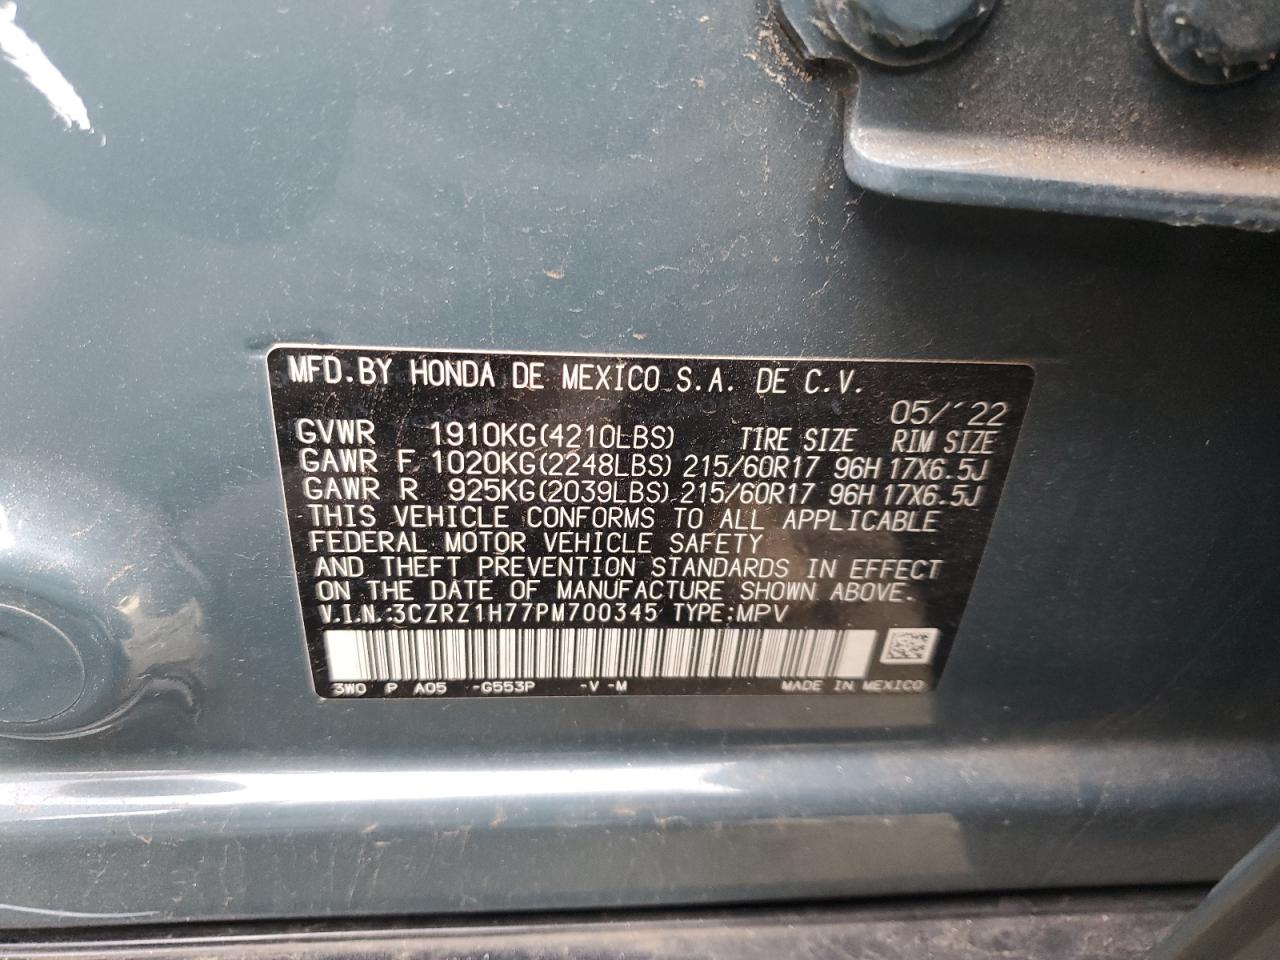 MFD.BY HONDA DE MEXICO S.A. DE C.V.
05/´22
GVWR 1910KG(4210LBS) TIRE SIZE RIM SIZE
GAWR F 1020KG(2248LBS) 215/60R17 96H 17X6.5J
GAWR R 925KG(2039LBS) 215/60R17 96H 17X6.5J
THIS VEHICLE CONFORMS TO ALL APPLICABLE
FEDERAL MOTOR VEHICLE SAFETY
AND THEFT PREVENTION STANDARDS IN EFFECT
ON THE DATE OF MANUFACTURE SHOWN ABOVE.
V.I.N.:3CZRZ1H77PM700345 TYPE:MPV
3W0 P A05 -G553P -V -M MADE IN MEXICO